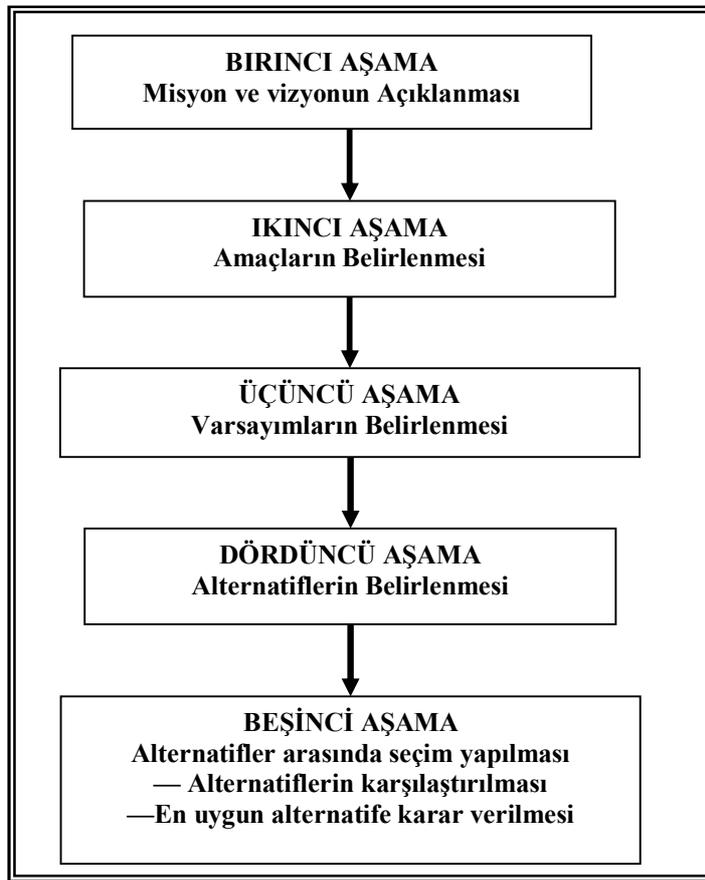 BIRINCI AŞAMA
Misyon ve vizyonun Açıklanması
IKINCI AŞAMA
Amaçların Belirlenmesi
ÜÇÜNCÜ AŞAMA
Varsayımların Belirlenmesi
DÖRDÜNCÜ AŞAMA
Alternatiflerin Belirlenmesi
BEŞİNCİ AŞAMA
Alternatifler arasında seçim yapılması
— Alternatiflerin karşılaştırılması
—En uygun alternatife karar verilmesi